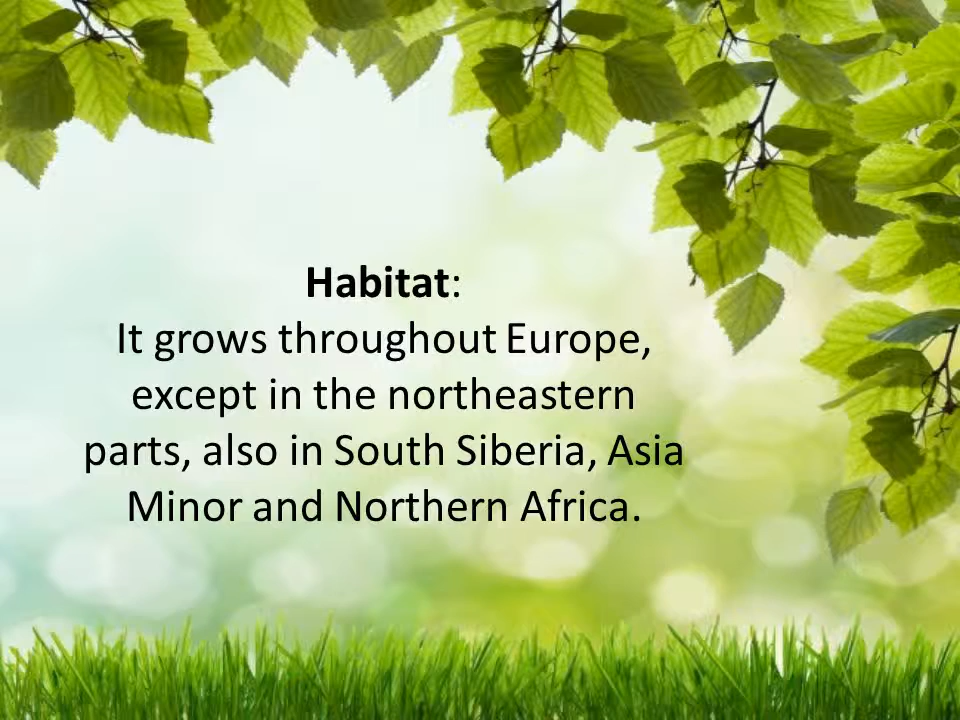 Habitat:
It grows throughout Europe,
except in the northeastern
parts, also in South Siberia, Asia
Minor and Northern Africa.